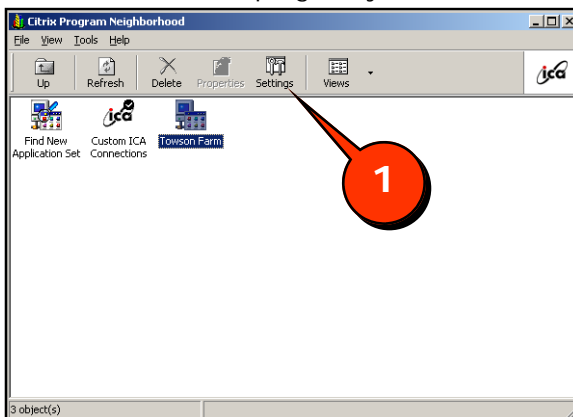 Citrix Program Neighborhood
File View Tools Help
Up Refresh Delete Properties Settings Views
ica
ica
Find New Application Set
Custom ICA Connections
Towson Farm
1
3 object(s)